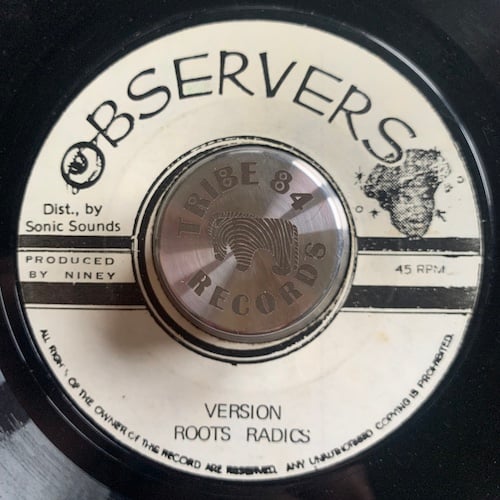 OBSERVERS
Dist., by
Sonic Sounds
PRODUCED
BY NINEY
45 RPM
TRIBE 84
RECORDS
VERSION
ROOTS RADICS
ALL RIGHTS OF THE OWNER OF THE RECORD ARE RESERVED. ANY UNAUTHORISED COPYING IS PROHIBITED.